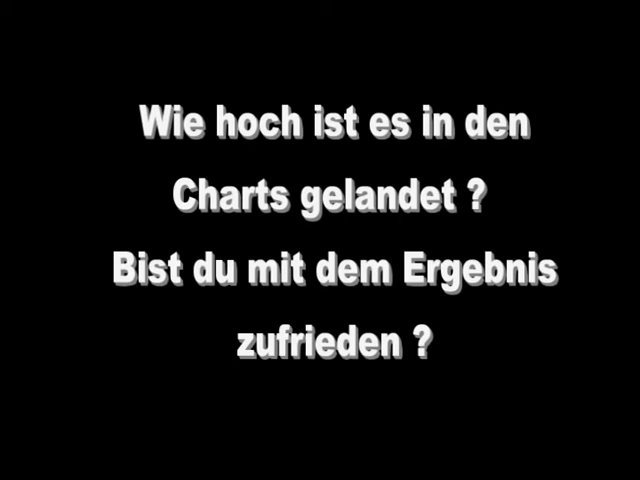 Wie hoch ist es in den
Charts gelandet ?
Bist du mit dem Ergebnis
zufrieden ?